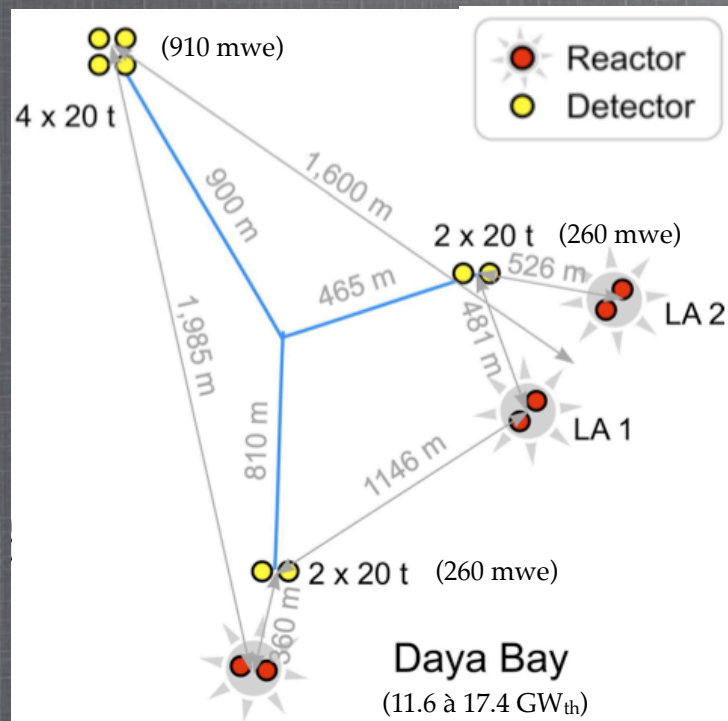 (910 mwe)
4 x 20 t
Reactor
Detector
900 m
1,600 m
2 x 20 t (260 mwe)
526 m
465 m
LA 2
481 m
1,985 m
LA 1
810 m
1146 m
2 x 20 t (260 mwe)
360 m
Daya Bay
(11.6 à 17.4 GWth)